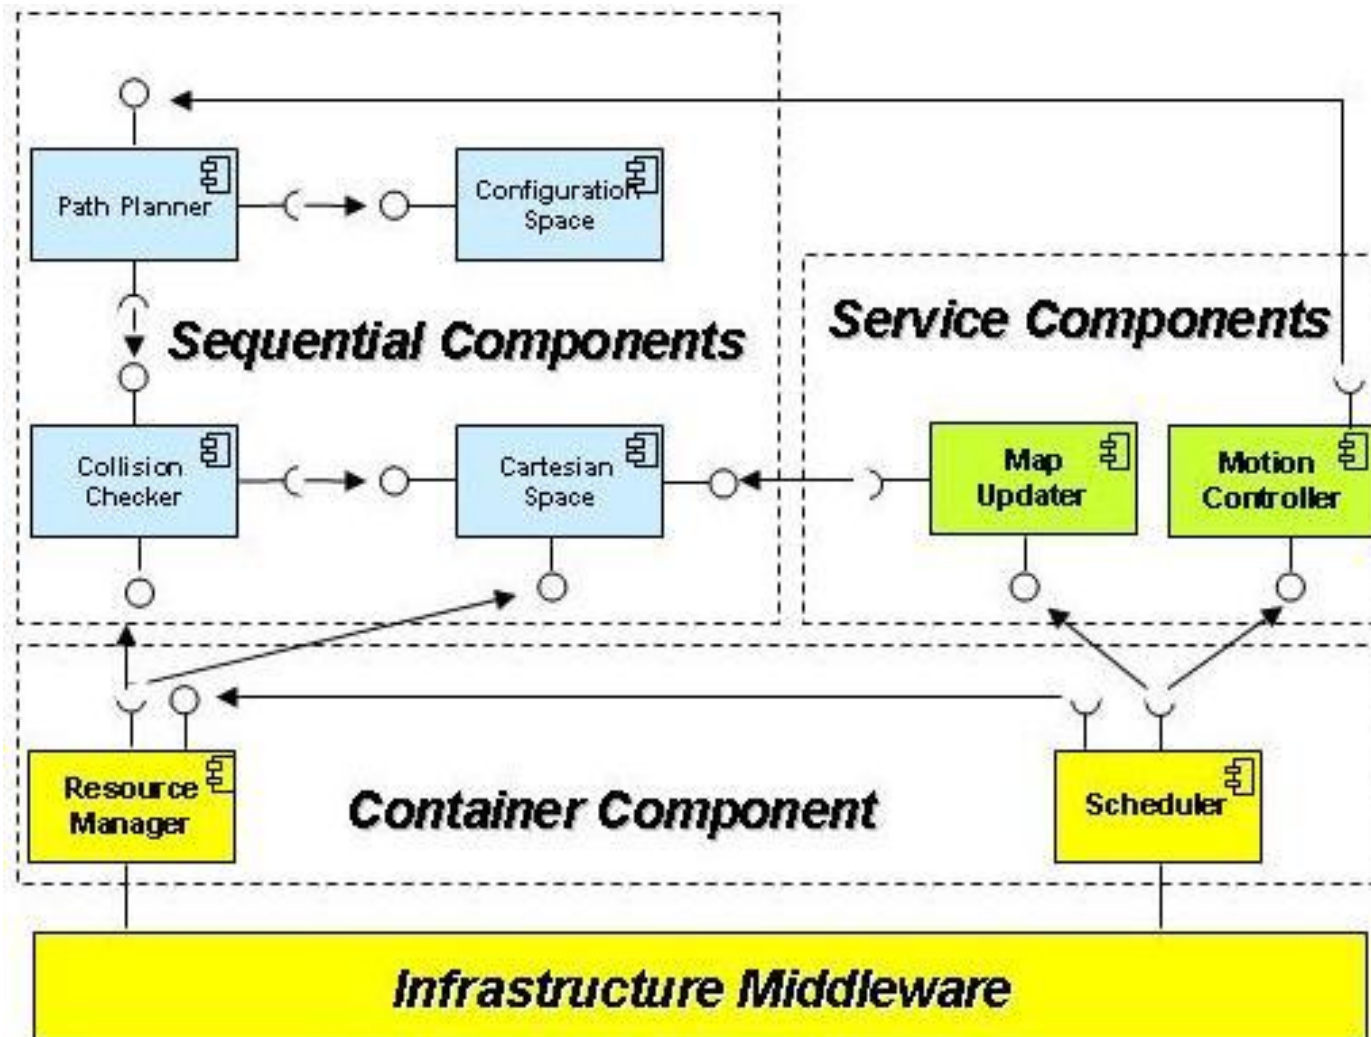 Path Planner
Configuration
Space
Sequential Components
Service Components
Collision
Checker
Cartesian
Space
Map
Updater
Motion
Controller
Resource
Manager
Container Component
Scheduler
Infrastructure Middleware